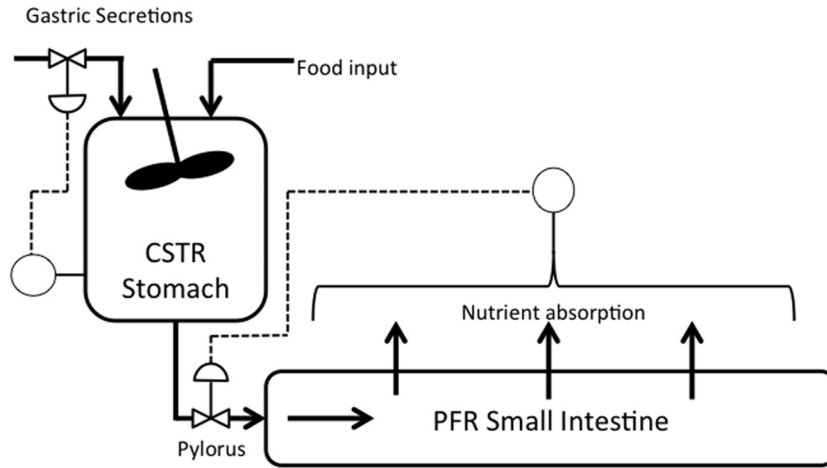 Gastric Secretions
Food input
CSTR
Stomach
Nutrient absorption
PFR Small Intestine
Pylorus